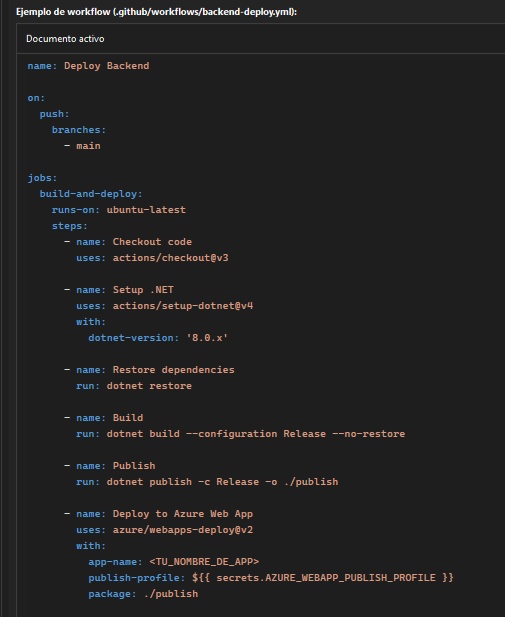 Ejemplo de workflow (.github/workflows/backend-deploy.yml):
Documento activo
name: Deploy Backend
on:
  push:
    branches:
      - main
jobs:
  build-and-deploy:
    runs-on: ubuntu-latest
    steps:
      - name: Checkout code
        uses: actions/checkout@v3
      - name: Setup .NET
        uses: actions/setup-dotnet@v4
        with:
          dotnet-version: '8.0.x'
      - name: Restore dependencies
        run: dotnet restore
      - name: Build
        run: dotnet build --configuration Release --no-restore
      - name: Publish
        run: dotnet publish -c Release -o ./publish
      - name: Deploy to Azure Web App
        uses: azure/webapps-deploy@v2
        with:
          app-name: <TU_NOMBRE_DE_APP>
          publish-profile: ${{ secrets.AZURE_WEBAPP_PUBLISH_PROFILE }}
          package: ./publish